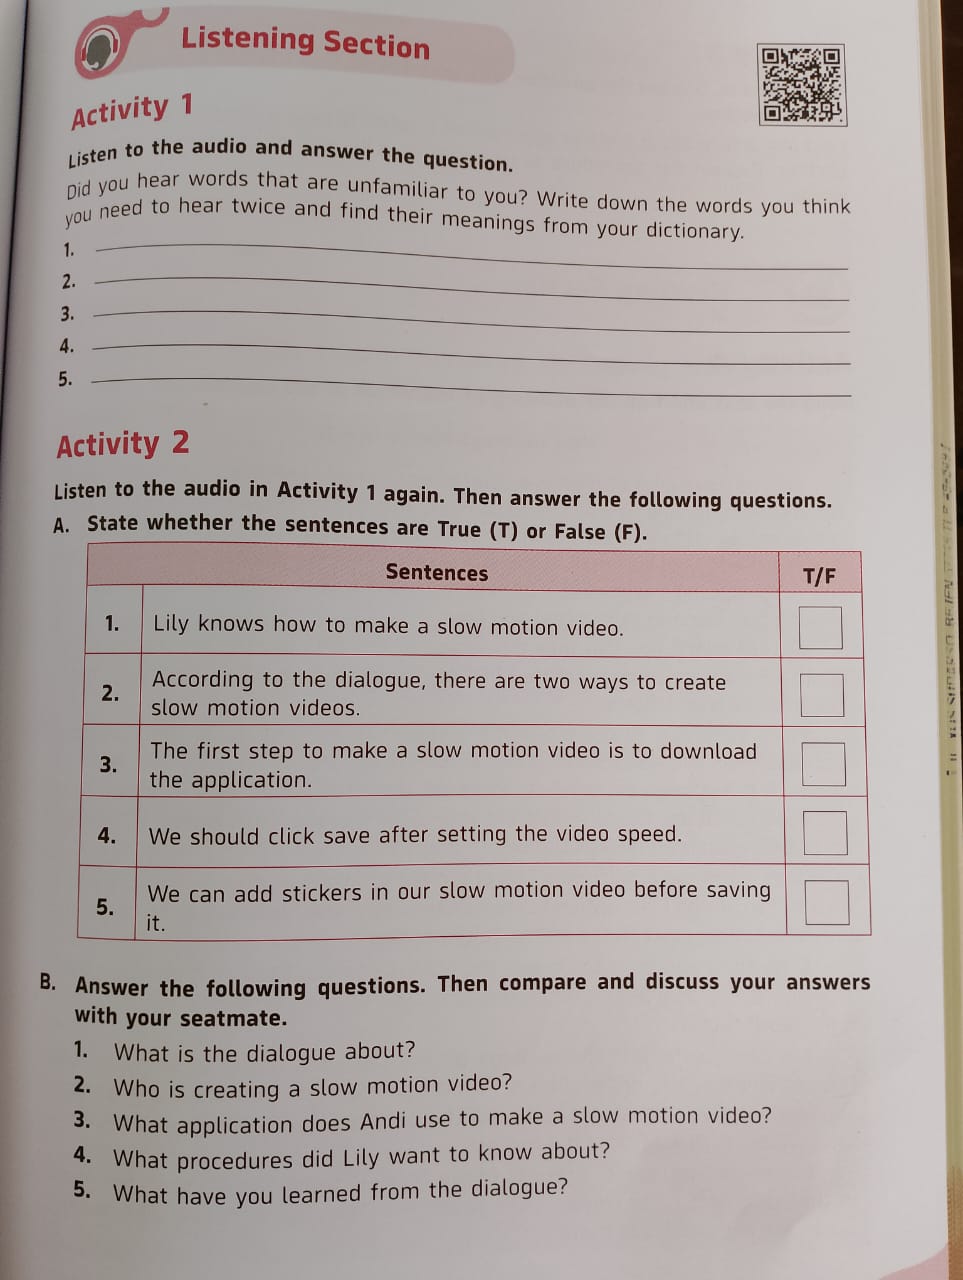 Listening Section
Activity 1
Listen to the audio and answer the question.
Did you hear words that are unfamiliar to you? Write down the words you think
you need to hear twice and find their meanings from your dictionary.
1.
2.
3.
4.
5.
Activity 2
Listen to the audio in Activity 1 again. Then answer the following questions.
A. State whether the sentences are True (T) or False (F).
Sentences T/F
1. Lily knows how to make a slow motion video.
2. According to the dialogue, there are two ways to create
slow motion videos.
3. The first step to make a slow motion video is to download
the application.
4. We should click save after setting the video speed.
5. We can add stickers in our slow motion video before saving
it.
B. Answer the following questions. Then compare and discuss your answers
with your seatmate.
1. What is the dialogue about?
2. Who is creating a slow motion video?
3. What application does Andi use to make a slow motion video?
4. What procedures did Lily want to know about?
5. What have you learned from the dialogue?